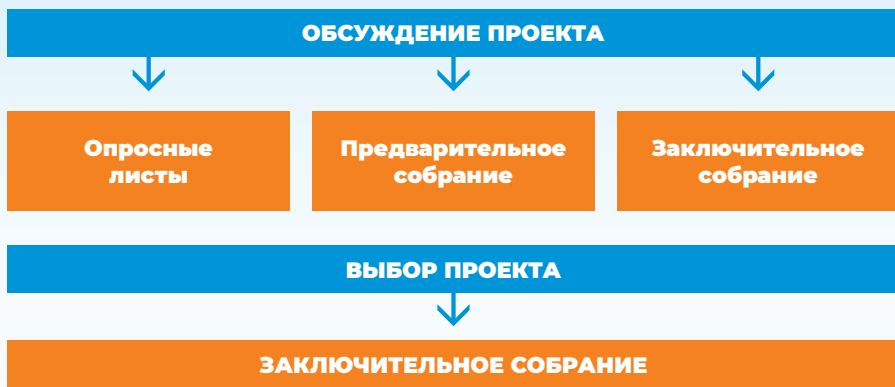 ОБСУЖДЕНИЕ ПРОЕКТА
Опросные
листы
Предварительное
собрание
Заключительное
собрание
ВЫБОР ПРОЕКТА
ЗАКЛЮЧИТЕЛЬНОЕ СОБРАНИЕ